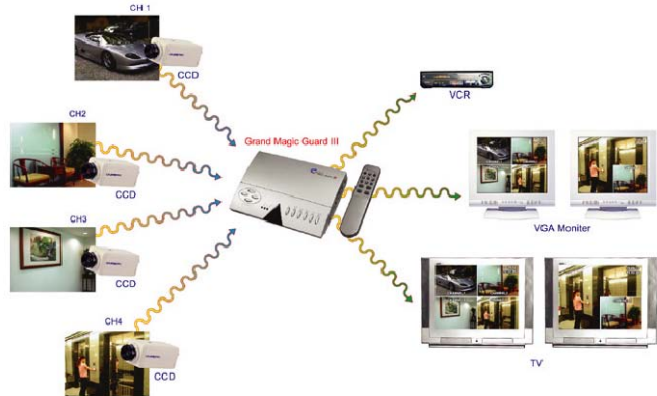 CH 1
CCD
CH2
CCD
CH3
CCD
CH4
CCD
Grand Magic Guard III
VCR
VGA Moniter
TV